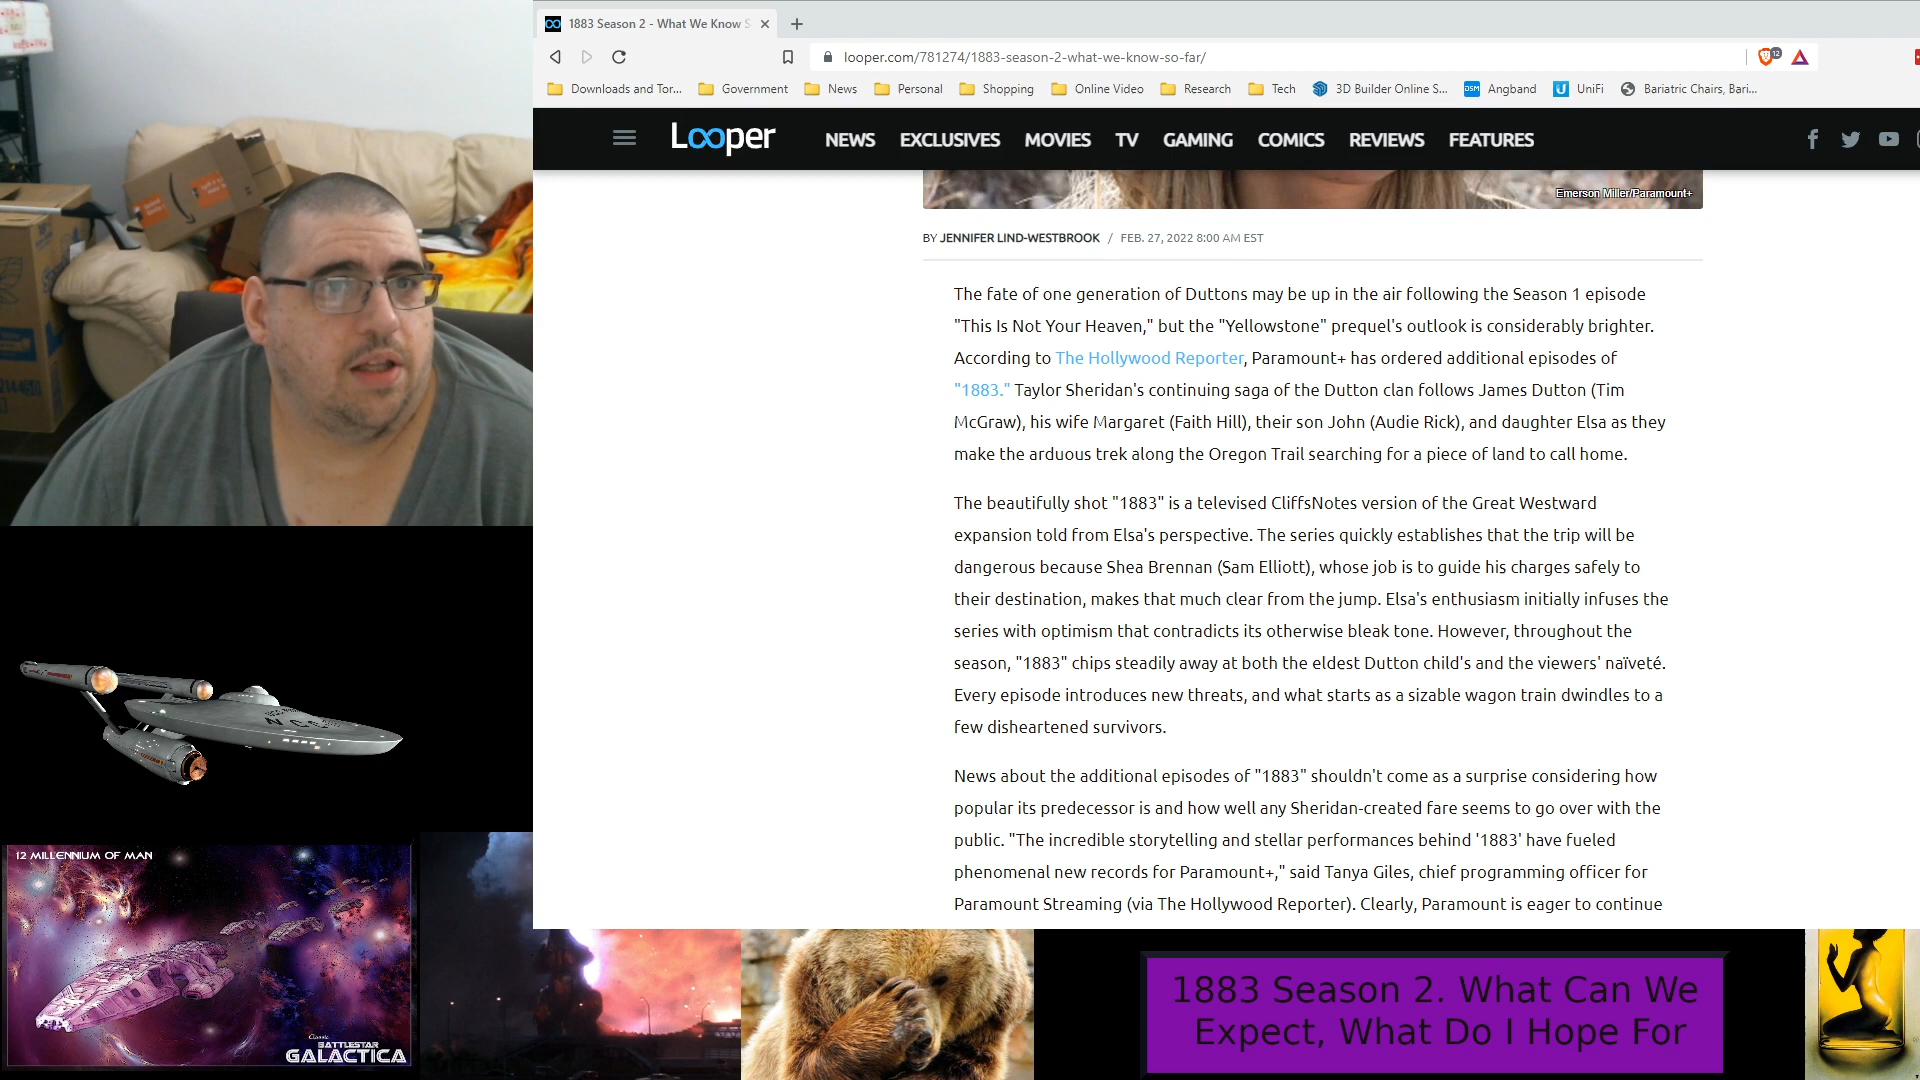 1883 Season 2 - What We Know S
looper.com/781274/1883-season-2-what-we-know-so-far/
12
Downloads and Tor...
Government
News
Personal
Shopping
Online Video
Research
Tech
3D Builder Online S...
DSM
Angband
UniFi
Bariatric Chairs, Bari...
Looper
NEWS
EXCLUSIVES
MOVIES
TV
GAMING
COMICS
REVIEWS
FEATURES
Emerson Miller/Paramount+
BY JENNIFER LIND-WESTBROOK / FEB. 27, 2022 8:00 AM EST
The fate of one generation of Duttons may be up in the air following the Season 1 episode
"This Is Not Your Heaven," but the "Yellowstone" prequel's outlook is considerably brighter.
According to The Hollywood Reporter, Paramount+ has ordered additional episodes of
"1883." Taylor Sheridan's continuing saga of the Dutton clan follows James Dutton (Tim
McGraw), his wife Margaret (Faith Hill), their son John (Audie Rick), and daughter Elsa as they
make the arduous trek along the Oregon Trail searching for a piece of land to call home.
The beautifully shot "1883" is a televised CliffsNotes version of the Great Westward
expansion told from Elsa's perspective. The series quickly establishes that the trip will be
dangerous because Shea Brennan (Sam Elliott), whose job is to guide his charges safely to
their destination, makes that much clear from the jump. Elsa's enthusiasm initially infuses the
series with optimism that contradicts its otherwise bleak tone. However, throughout the
season, "1883" chips steadily away at both the eldest Dutton child's and the viewers' naïveté.
Every episode introduces new threats, and what starts as a sizable wagon train dwindles to a
few disheartened survivors.
News about the additional episodes of "1883" shouldn't come as a surprise considering how
popular its predecessor is and how well any Sheridan-created fare seems to go over with the
public. "The incredible storytelling and stellar performances behind '1883' have fueled
phenomenal new records for Paramount+," said Tanya Giles, chief programming officer for
Paramount Streaming (via The Hollywood Reporter). Clearly, Paramount is eager to continue
12 MILLENNIUM OF MAN
Classic
BATTLESTAR
GALACTICA
1883 Season 2. What Can We
Expect, What Do I Hope For